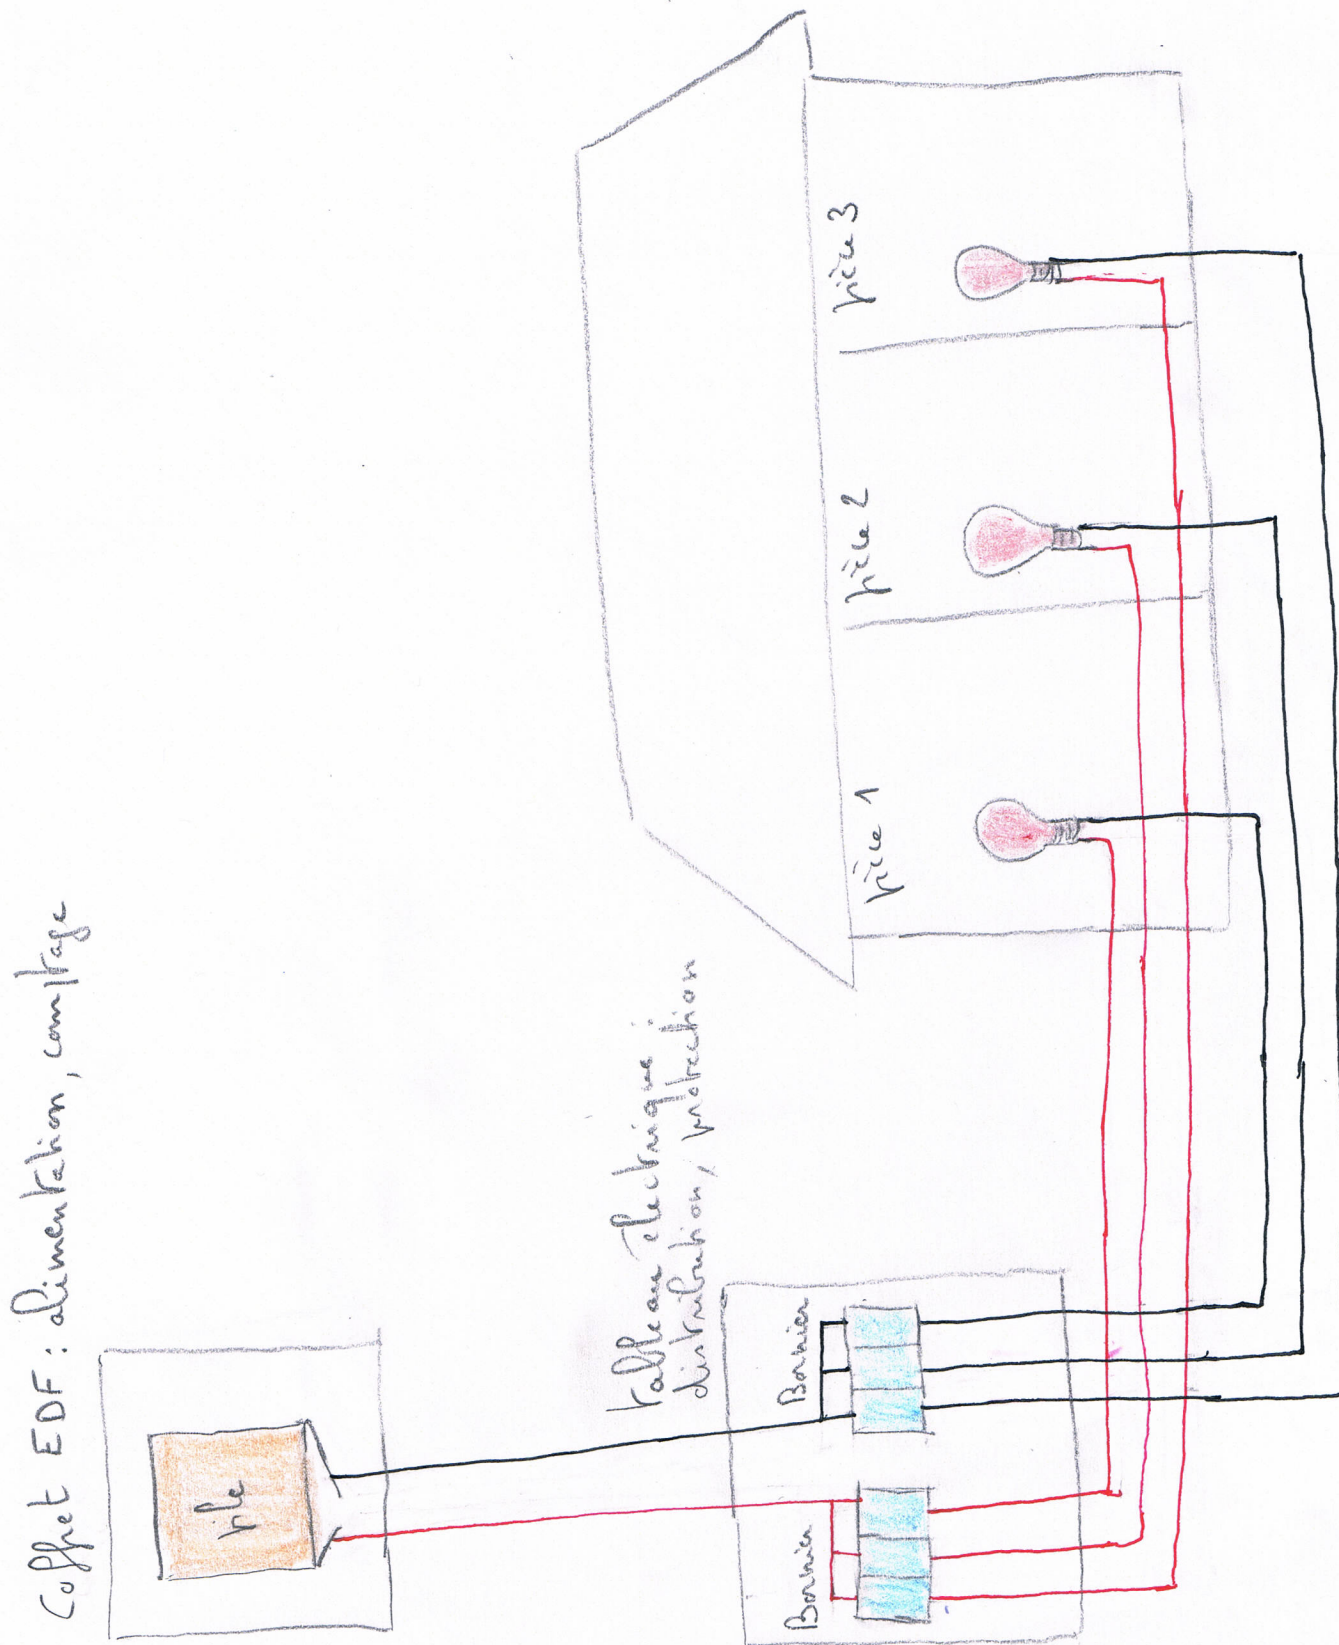 Coffret EDF : alimentation, comptage
pile
tableau électrique :
distribution, protection
Bornier
Bornier
pièce 1
pièce 2
pièce 3